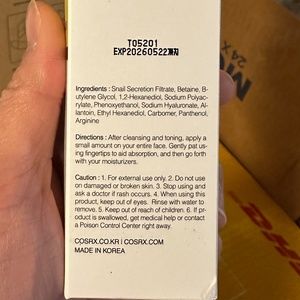 T05201
EXP20260522까지
Ingredients : Snail Secretion Filtrate, Betaine, B-
utylene Glycol, 1,2-Hexanediol, Sodium Polyac-
rylate, Phenoxyethanol, Sodium Hyaluronate, Al-
lantoin, Ethyl Hexanediol, Carbomer, Panthenol,
Arginine
Directions : After cleansing and toning, apply a
small amount on your entire face. Gently pat us-
ing fingertips to aid absorption, and then go forth
with your moisturizers.
Caution : 1. For external use only. 2. Do not use
on damaged or broken skin. 3. Stop using and
ask a doctor if rash occurs. 4. When using this
product, keep out of eyes. Rinse with water to
remove. 5. Keep out of reach of children. 6. If pr-
oduct is swallowed, get medical help or contact
a Poison Control Center right away.
COSRX.CO.KR I COSRX.COM
MADE IN KOREA
24 X